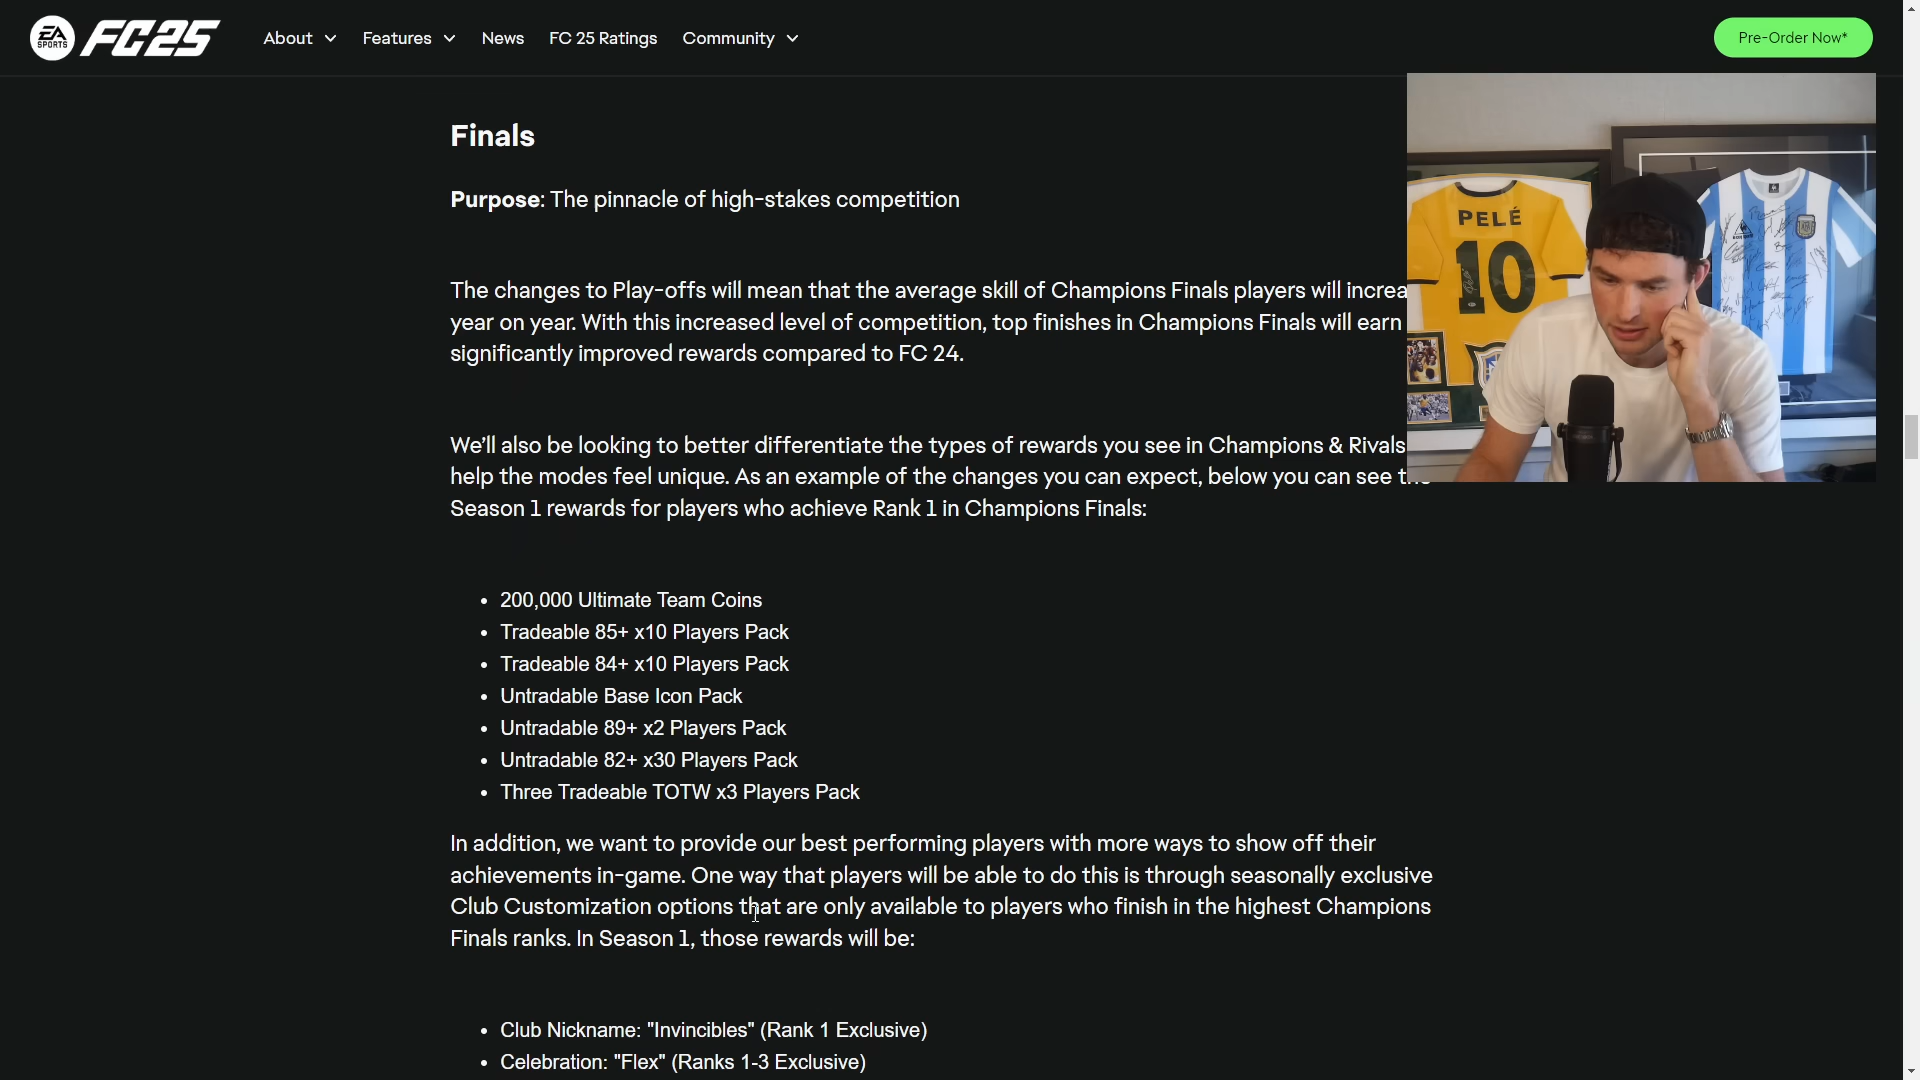 EA SPORTS FC25 About Features News FC 25 Ratings Community Pre-Order Now*
Finals
Purpose: The pinnacle of high-stakes competition
The changes to Play-offs will mean that the average skill of Champions Finals players will increa
year on year. With this increased level of competition, top finishes in Champions Finals will earn
significantly improved rewards compared to FC 24.
We’ll also be looking to better differentiate the types of rewards you see in Champions & Rivals
help the modes feel unique. As an example of the changes you can expect, below you can see
Season 1 rewards for players who achieve Rank 1 in Champions Finals:
• 200,000 Ultimate Team Coins
• Tradeable 85+ x10 Players Pack
• Tradeable 84+ x10 Players Pack
• Untradable Base Icon Pack
• Untradable 89+ x2 Players Pack
• Untradable 82+ x30 Players Pack
• Three Tradeable TOTW x3 Players Pack
In addition, we want to provide our best performing players with more ways to show off their
achievements in-game. One way that players will be able to do this is through seasonally exclusive
Club Customization options that are only available to players who finish in the highest Champions
Finals ranks. In Season 1, those rewards will be:
• Club Nickname: "Invincibles" (Rank 1 Exclusive)
• Celebration: "Flex" (Ranks 1-3 Exclusive)
PELÉ
10